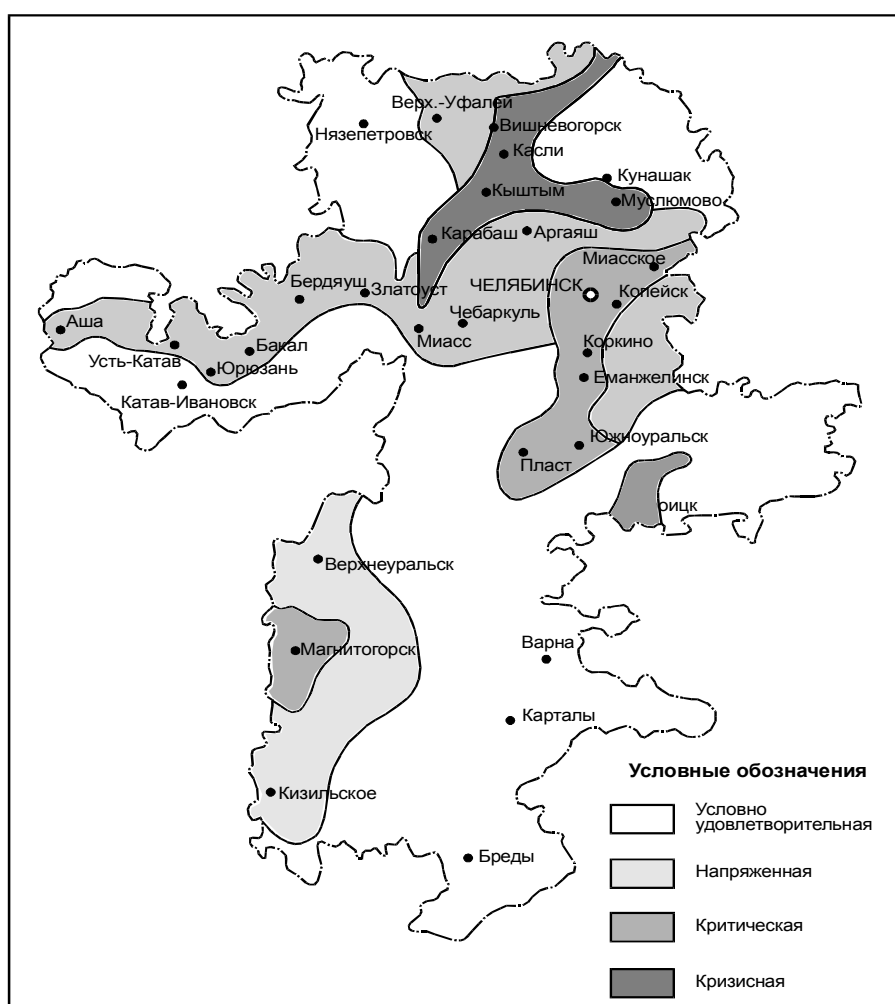 Верх.-Уфалей
Нязепетровск
Вишневогорск
Касли
Кунашак
Кыштым
Муслюмово
Карабаш
Аргаяш
Миасское
Бердяуш
Златоуст
ЧЕЛЯБИНСК
Копейск
Аша
Чебаркуль
Миасс
Усть-Катав
Бакал
Юрюзань
Коркино
Катав-Ивановск
Еманжелинск
Южноуральск
Пласт
оицк
Верхнеуральск
Магнитогорск
Варна
Карталы
Кизильское
Бреды
Условные обозначения
Условно
удовлетворительная
Напряженная
Критическая
Кризисная